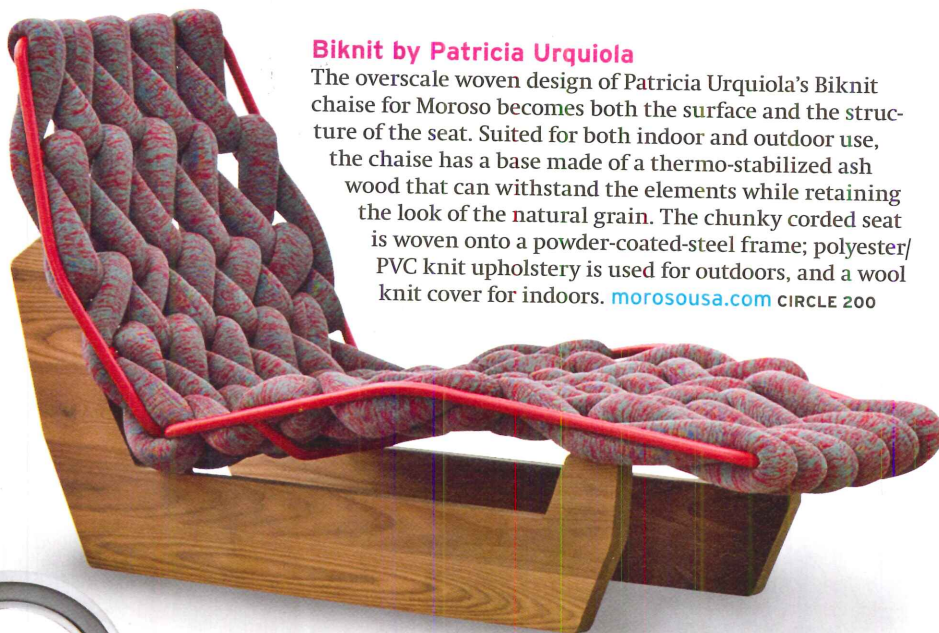 Biknit by Patricia Urquiola
The overscale woven design of Patricia Urquiola's Biknit
chaise for Moroso becomes both the surface and the struc-
ture of the seat. Suited for both indoor and outdoor use,
the chaise has a base made of a thermo-stabilized ash
wood that can withstand the elements while retaining
the look of the natural grain. The chunky corded seat
is woven onto a powder-coated-steel frame; polyester/
PVC knit upholstery is used for outdoors, and a wool
knit cover for indoors. morosousa.com CIRCLE 200